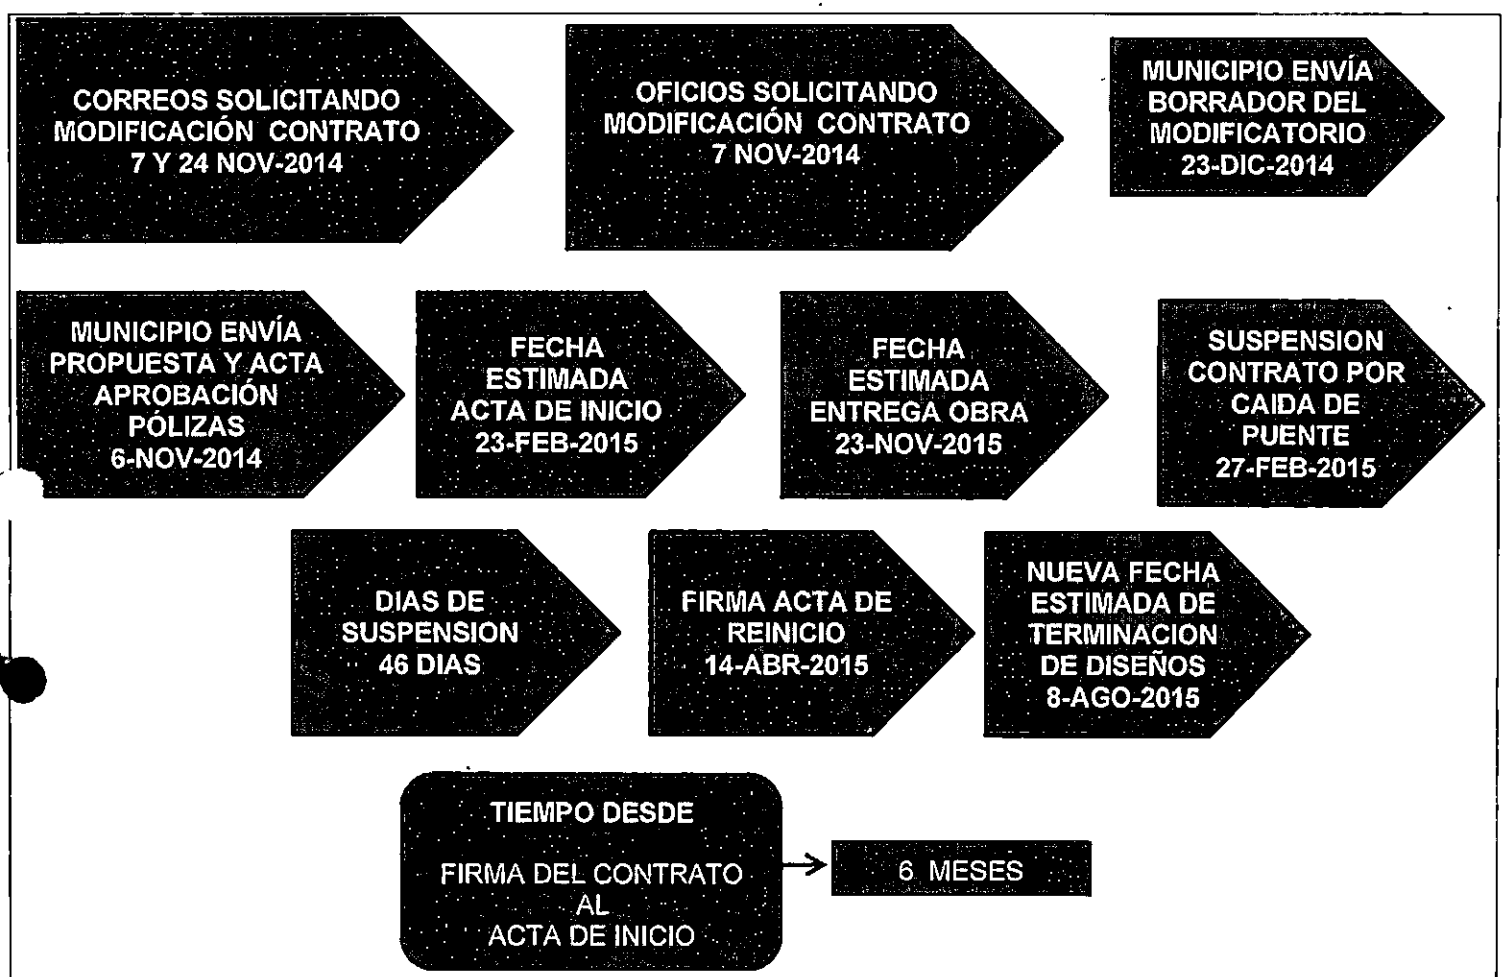 CORREOS SOLICITANDO
MODIFICACIÓN CONTRATO
7 Y 24 NOV-2014
OFICIOS SOLICITANDO
MODIFICACIÓN CONTRATO
7 NOV-2014
MUNICIPIO ENVÍA
BORRADOR DEL
MODIFICATORIO
23-DIC-2014
MUNICIPIO ENVÍA
PROPUESTA Y ACTA
APROBACIÓN
PÓLIZAS
6-NOV-2014
FECHA
ESTIMADA
ACTA DE INICIO
23-FEB-2015
FECHA
ESTIMADA
ENTREGA OBRA
23-NOV-2015
SUSPENSION
CONTRATO POR
CAIDA DE
PUENTE
27-FEB-2015
DIAS DE
SUSPENSION
46 DIAS
FIRMA ACTA DE
REINICIO
14-ABR-2015
NUEVA FECHA
ESTIMADA DE
TERMINACION
DE DISEÑOS
8-AGO-2015
TIEMPO DESDE
FIRMA DEL CONTRATO
AL
ACTA DE INICIO
6 MESES